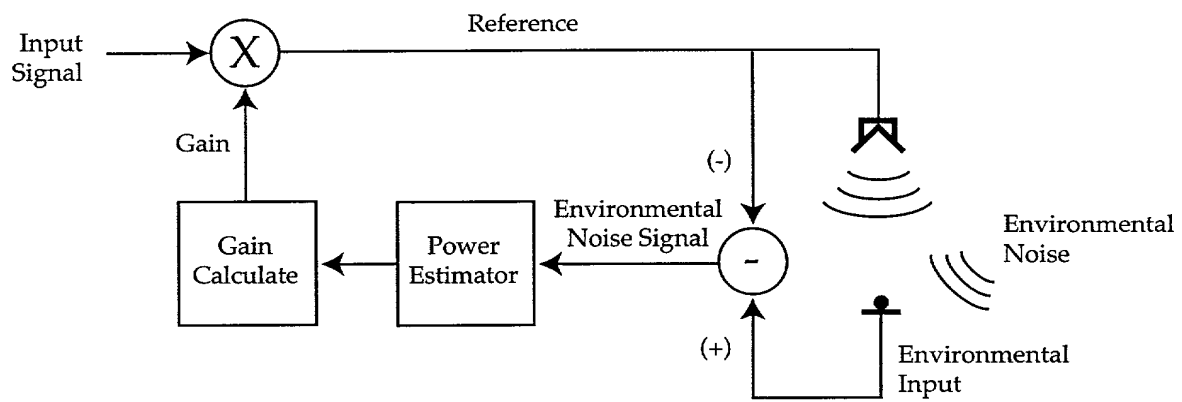 Reference
Input
Signal
X
Gain
(-)
Environmental
Noise Signal
Environmental
Noise
Gain
Calculate
Power
Estimator
-
(+)
Environmental
Input